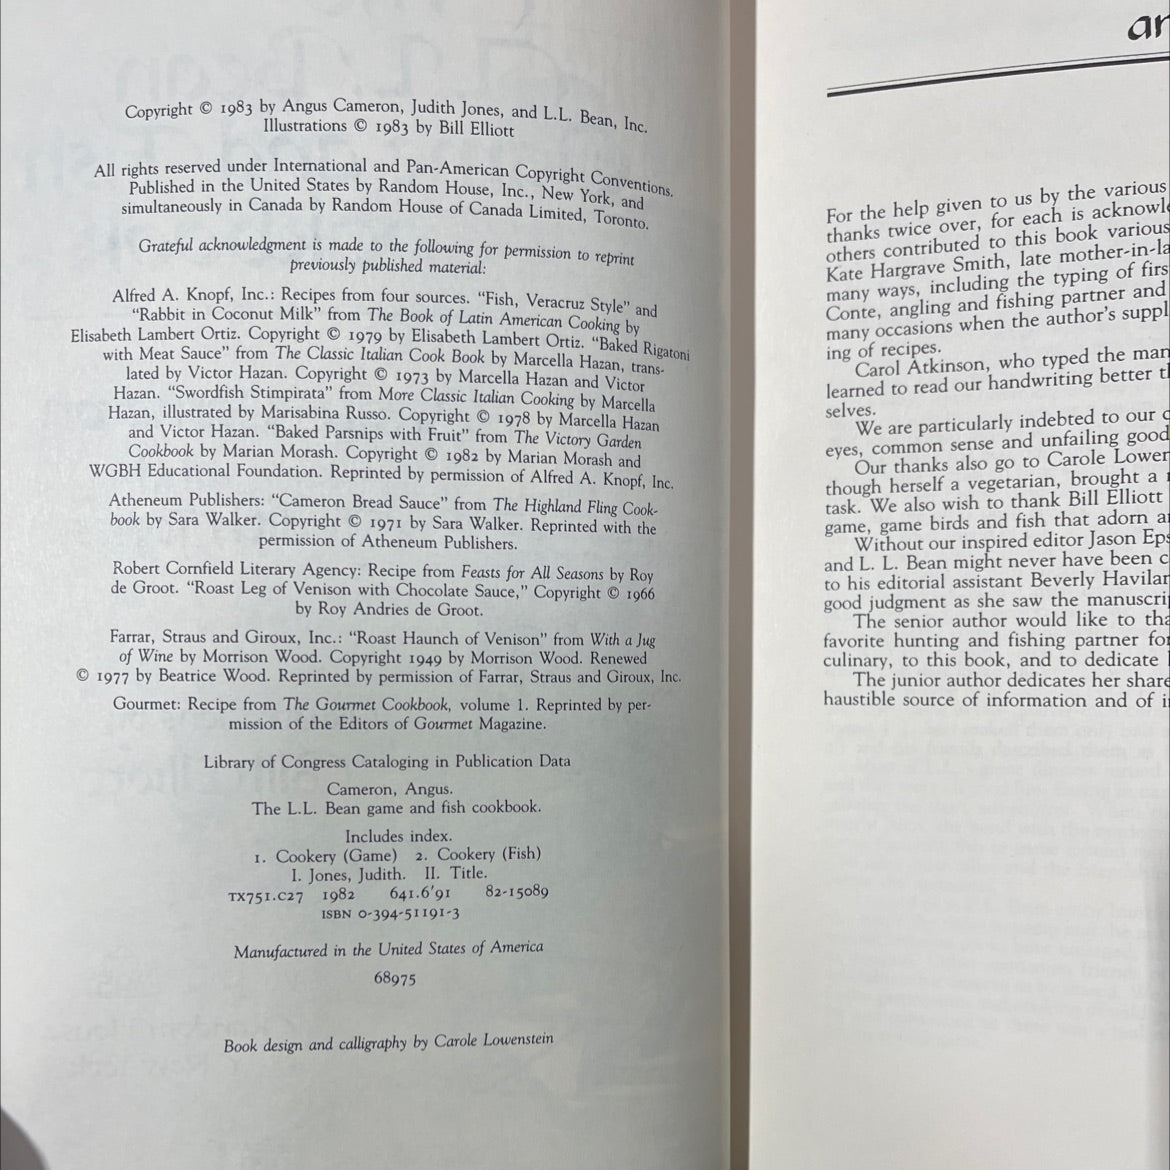 Copyright © 1983 by Angus Cameron, Judith Jones, and L.L. Bean, Inc.
Illustrations © 1983 by Bill Elliott
All rights reserved under International and Pan-American Copyright Conventions.
Published in the United States by Random House, Inc., New York, and
simultaneously in Canada by Random House of Canada Limited, Toronto.
Grateful acknowledgment is made to the following for permission to reprint
previously published material:
Alfred A. Knopf, Inc.: Recipes from four sources. “Fish, Veracruz Style” and
“Rabbit in Coconut Milk” from The Book of Latin American Cooking by
Elisabeth Lambert Ortiz. Copyright © 1979 by Elisabeth Lambert Ortiz. “Baked Rigatoni
with Meat Sauce” from The Classic Italian Cook Book by Marcella Hazan, trans-
lated by Victor Hazan. Copyright © 1973 by Marcella Hazan and Victor
Hazan. “Swordfish Stimpirata” from More Classic Italian Cooking by Marcella
Hazan, illustrated by Marisabina Russo. Copyright © 1978 by Marcella Hazan
and Victor Hazan. “Baked Parsnips with Fruit” from The Victory Garden
Cookbook by Marian Morash. Copyright © 1982 by Marian Morash and
WGBH Educational Foundation. Reprinted by permission of Alfred A. Knopf, Inc.
Atheneum Publishers: “Cameron Bread Sauce” from The Highland Fling Cook-
book by Sara Walker. Copyright © 1971 by Sara Walker. Reprinted with the
permission of Atheneum Publishers.
Robert Cornfield Literary Agency: Recipe from Feasts for All Seasons by Roy
de Groot. “Roast Leg of Venison with Chocolate Sauce,” Copyright © 1966
by Roy Andries de Groot.
Farrar, Straus and Giroux, Inc.: “Roast Haunch of Venison” from With a Jug
of Wine by Morrison Wood. Copyright 1949 by Morrison Wood. Renewed
© 1977 by Beatrice Wood. Reprinted by permission of Farrar, Straus and Giroux, Inc.
Gourmet: Recipe from The Gourmet Cookbook, volume 1. Reprinted by per-
mission of the Editors of Gourmet Magazine.
Library of Congress Cataloging in Publication Data
Cameron, Angus.
The L.L. Bean game and fish cookbook.
Includes index.
1. Cookery (Game) 2. Cookery (Fish)
I. Jones, Judith. II. Title.
TX751.C27 1982 641.6'91 82-15089
ISBN 0-394-51191-3
Manufactured in the United States of America
68975
Book design and calligraphy by Carole Lowenstein
For the help given to us by the various
thanks twice over, for each is
others contributed to this book various
Kate Hargrave Smith, late
many ways, including the typing of
Conte, angling and fishing partner and
many occasions when the author's
ing of recipes.
Carol Atkinson, who typed the
learned to read our handwriting better
selves.
We are particularly indebted to our
eyes, common sense and unfailing good
Our thanks also go to Carole
though herself a vegetarian, brought a
task. We also wish to thank Bill Elliott
game, game birds and fish that adorn
Without our inspired editor Jason
and L. L. Bean might never have been
to his editorial assistant Beverly
good judgment as she saw the
The senior author would like to
favorite hunting and fishing partner for
culinary, to this book, and to dedicate
The junior author dedicates her share
haustible source of information and of